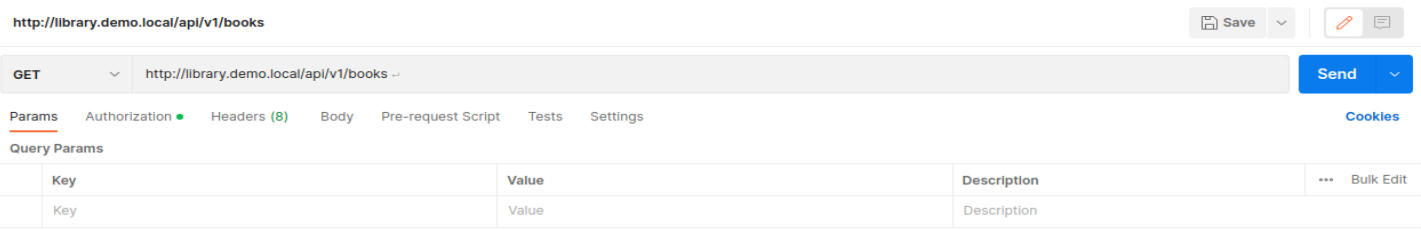 http://library.demo.local/api/v1/books Save
GET http://library.demo.local/api/v1/books ↵ Send
Params Authorization Headers (8) Body Pre-request Script Tests Settings Cookies
Query Params
Key Value Description ••• Bulk Edit
Key Value Description